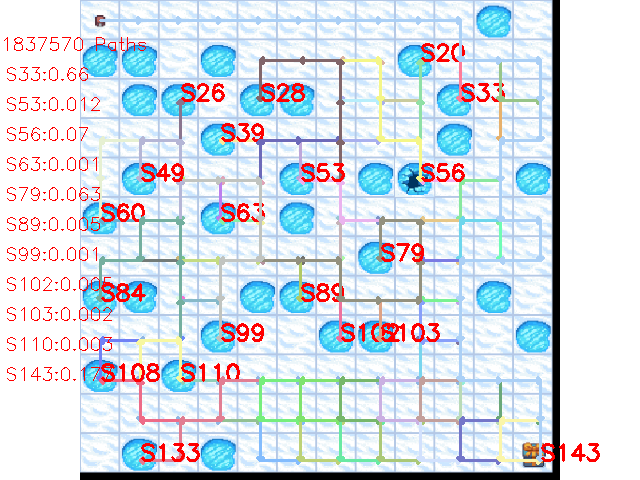 1837570 Paths
S33:0.66
S53:0.012
S56:0.07
S63:0.001
S79:0.063
S89:0.005
S99:0.001
S102:0.005
S103:0.002
S110:0.003
S143:0.17
S20
S26
S28
S33
S39
S49
S53
S56
S60
S63
S79
S84
S89
S99
S102
S103
S108
S110
S133
S143